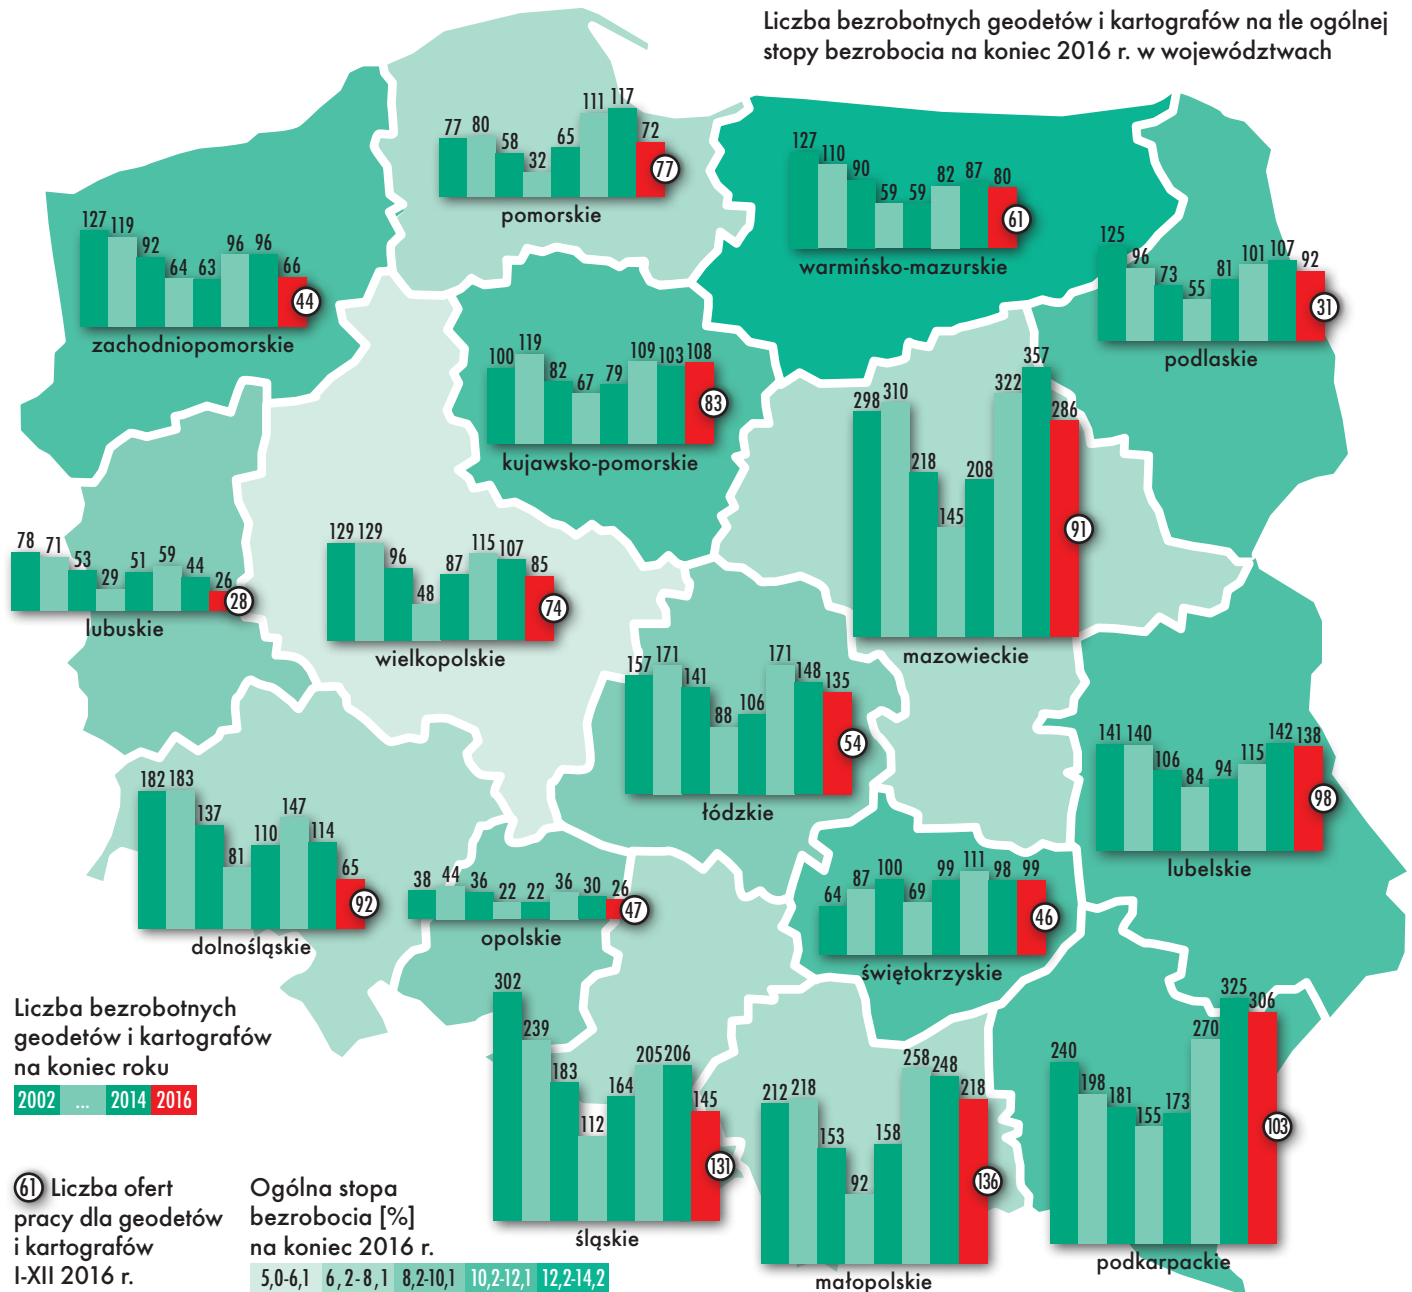 Liczba bezrobotnych geodetów i kartografów na tle ogólnej
stopy bezrobocia na koniec 2016 r. w województwach
77 80 58 32 65 111 117 72
77
pomorskie
127 110 90 59 59 82 87 80
61
warmińsko-mazurskie
127 119 92 64 63 96 96 66
44
zachodniopomorskie
125 96 73 55 81 101 107 92
31
podlaskie
100 119 82 67 79 109 103 108
83
kujawsko-pomorskie
298 310 218 145 208 322 357 286
91
mazowieckie
78 71 53 29 51 59 44 26
28
lubuskie
129 129 96 48 87 115 107 85
74
wielkopolskie
157 171 141 88 106 171 148 135
54
łódzkie
141 140 106 84 94 115 142 138
98
lubelskie
182 183 137 81 110 147 114 65
92
dolnośląskie
38 44 36 22 22 36 30 26
47
opolskie
64 87 100 69 99 111 98 99
46
świętokrzyskie
302 239 183 112 164 205 206 145
131
śląskie
212 218 153 92 158 258 248 218
136
małopolskie
240 198 181 155 173 270 325 306
103
podkarpackie
Liczba bezrobotnych
geodetów i kartografów
na koniec roku
2002 ... 2014 2016
61 Liczba ofert
pracy dla geodetów
i kartografów
I-XII 2016 r.
Ogólna stopa
bezrobocia [%]
na koniec 2016 r.
5,0-6,1 6,2-8,1 8,2-10,1 10,2-12,1 12,2-14,2